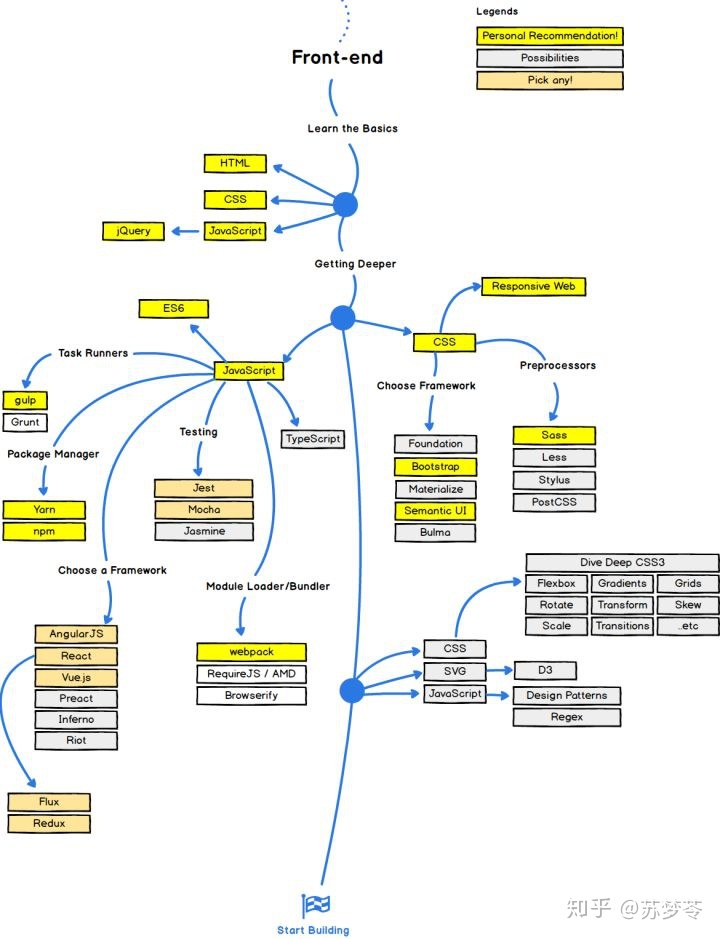 Legends
Personal Recommendation!
Possibilities
Pick any!
Front-end
Learn the Basics
HTML
CSS
JavaScript
jQuery
Getting Deeper
Responsive Web
ES6
CSS
Task Runners
JavaScript
Preprocessors
Choose Framework
gulp
Grunt
Testing
TypeScript
Package Manager
Foundation
Bootstrap
Materialize
Semantic UI
Bulma
Sass
Less
Stylus
PostCSS
Jest
Mocha
Jasmine
Yarn
npm
Choose a Framework
Module Loader/Bundler
Dive Deep CSS3
Flexbox Gradients Grids
Rotate Transform Skew
Scale Transitions ..etc
AngularJS
React
Vue.js
Preact
Inferno
Riot
webpack
RequireJS / AMD
Browserify
CSS
SVG
JavaScript
D3
Design Patterns
Regex
Flux
Redux
Start Building
知乎 @苏梦苓